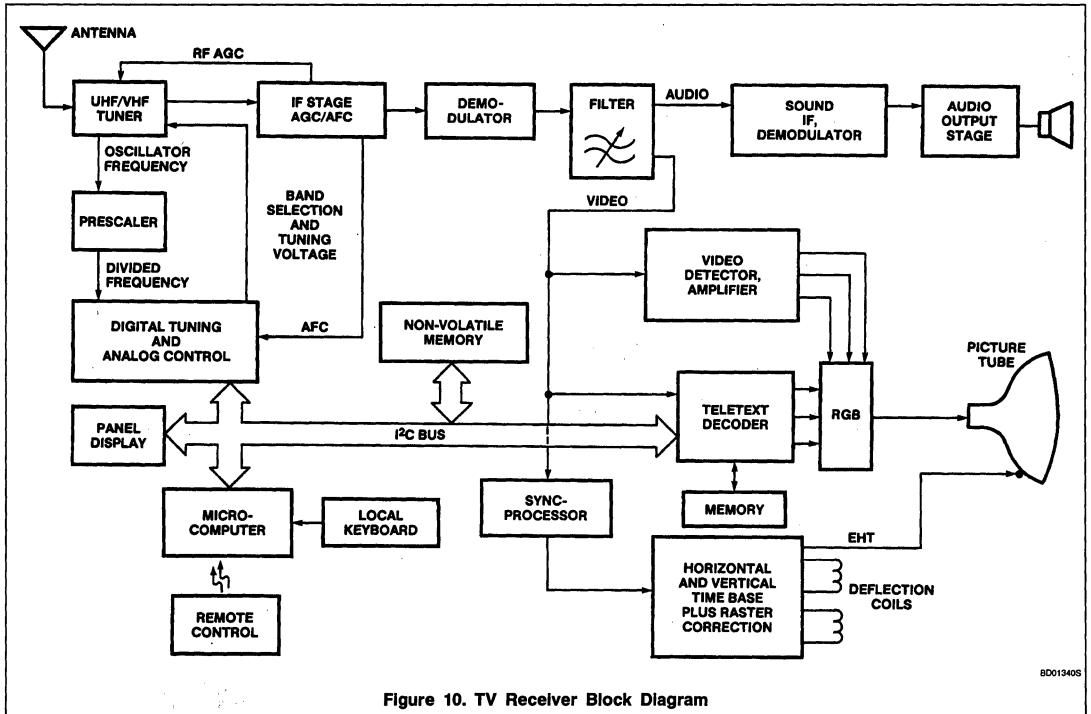 ANTENNA
RF AGC
UHF/VHF
TUNER
IF STAGE
AGC/AFC
DEMO-
DULATOR
FILTER
AUDIO
SOUND
IF,
DEMODULATOR
AUDIO
OUTPUT
STAGE
OSCILLATOR
FREQUENCY
PRESCALER
BAND
SELECTION
AND
TUNING
VOLTAGE
VIDEO
DIVIDED
FREQUENCY
VIDEO
DETECTOR,
AMPLIFIER
DIGITAL TUNING
AND
ANALOG CONTROL
AFC
NON-VOLATILE
MEMORY
PICTURE
TUBE
TELETEXT
DECODER
RGB
PANEL
DISPLAY
I²C BUS
MICRO-
COMPUTER
LOCAL
KEYBOARD
SYNC-
PROCESSOR
MEMORY
EHT
HORIZONTAL
AND VERTICAL
TIME BASE
PLUS RASTER
CORRECTION
DEFLECTION
COILS
REMOTE
CONTROL
BD01340S
Figure 10. TV Receiver Block Diagram